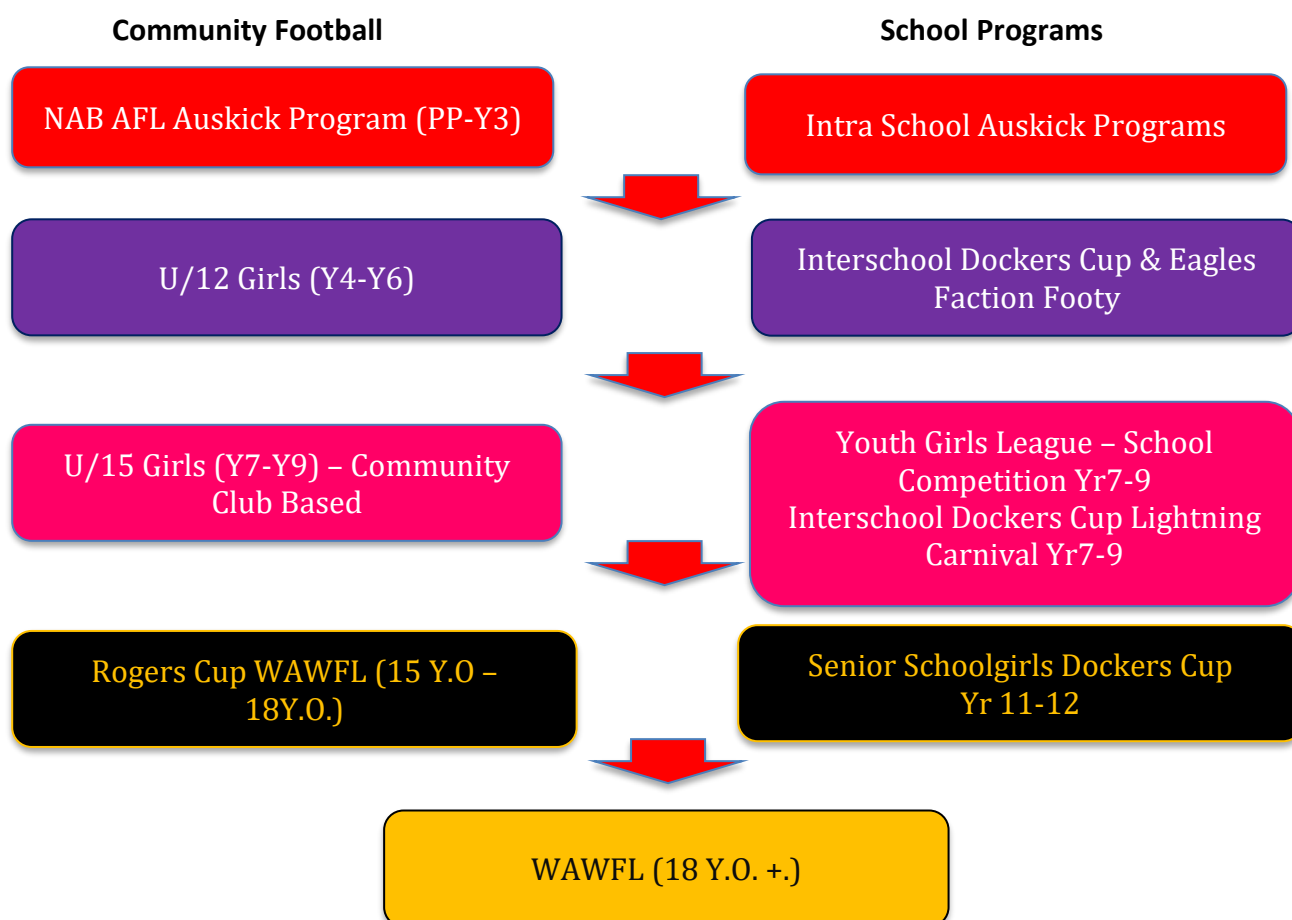 Community Football
School Programs
NAB AFL Auskick Program (PP-Y3)
Intra School Auskick Programs
U/12 Girls (Y4-Y6)
Interschool Dockers Cup & Eagles
Faction Footy
U/15 Girls (Y7-Y9) – Community
Club Based
Youth Girls League – School
Competition Yr7-9
Interschool Dockers Cup Lightning
Carnival Yr7-9
Rogers Cup WAWFL (15 Y.O –
18Y.O.)
Senior Schoolgirls Dockers Cup
Yr 11-12
WAWFL (18 Y.O. +.)